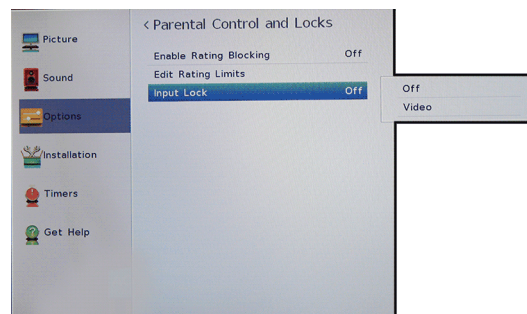 < Parental Control and Locks
Picture
Sound
Options
Installation
Timers
Get Help
Enable Rating Blocking Off
Edit Rating Limits
Input Lock Off
Off
Video